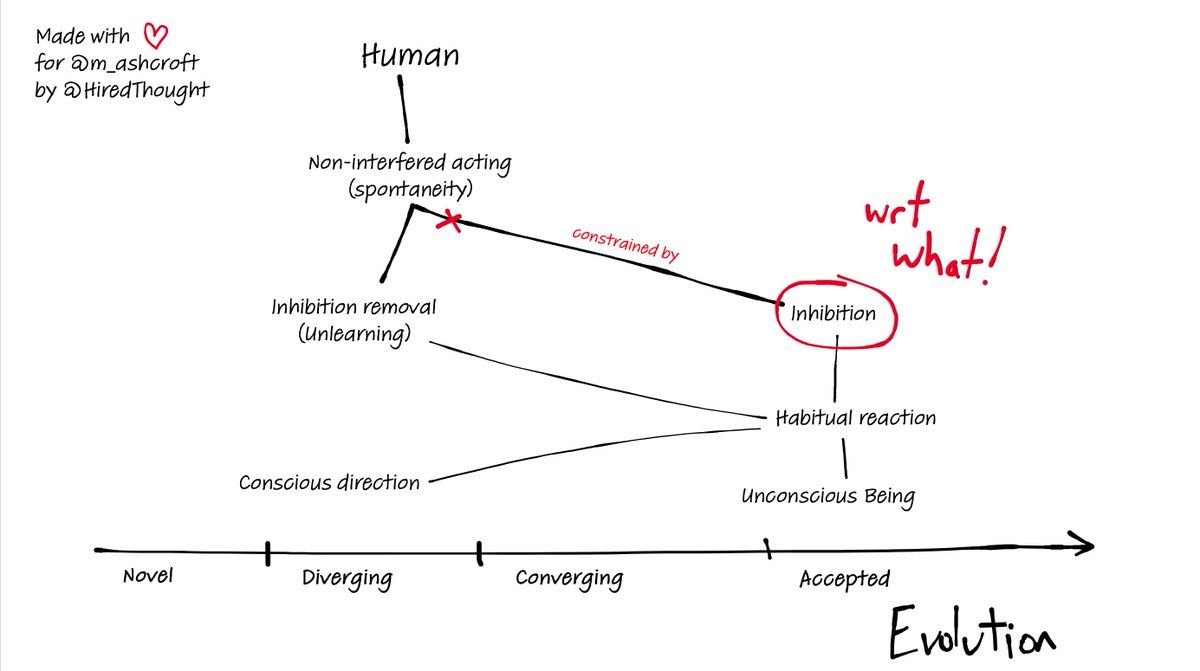 Made with
for @m_ashcroft
by @HiredThought
Human
Non-interfered acting
(spontaneity)
constrained by
wrt
what!
Inhibition removal
(Unlearning)
Inhibition
Habitual reaction
Conscious direction
Unconscious Being
Novel
Diverging
Converging
Accepted
Evolution